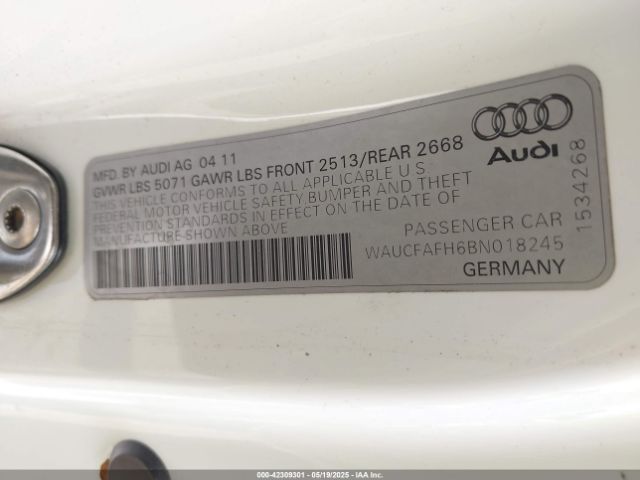 MFD. BY AUDI AG 04 11
GVWR LBS 5071 GAWR LBS FRONT 2513/REAR 2668
THIS VEHICLE CONFORMS TO ALL APPLICABLE U.S.
FEDERAL MOTOR VEHICLE SAFETY BUMPER AND THEFT
PREVENTION STANDARDS IN EFFECT ON THE DATE OF
MANUFACTURE SHOWN ABOVE
PASSENGER CAR
WAUCFAFH6BN018245
GERMANY
Audi
1534268
000-42309301 - 05/19/2025 - IAAI.com